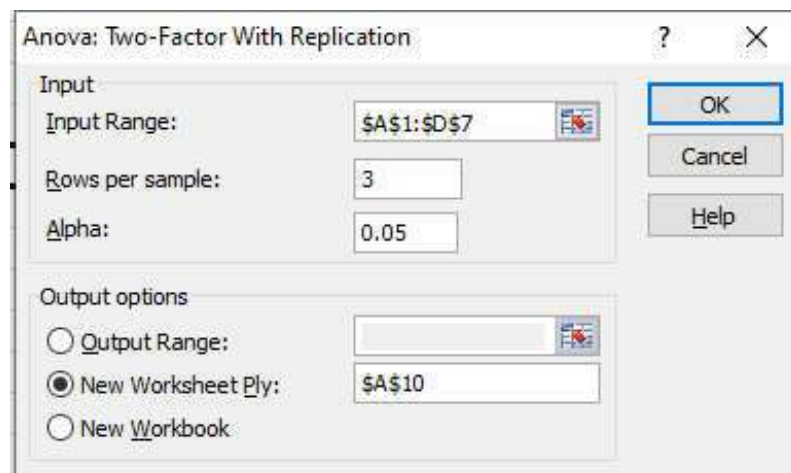 Anova: Two-Factor With Replication ? X
Input
Input Range: $A$1:$D$7
Rows per sample: 3
Alpha: 0.05
OK
Cancel
Help
Output options
Output Range:
New Worksheet Ply: $A$10
New Workbook